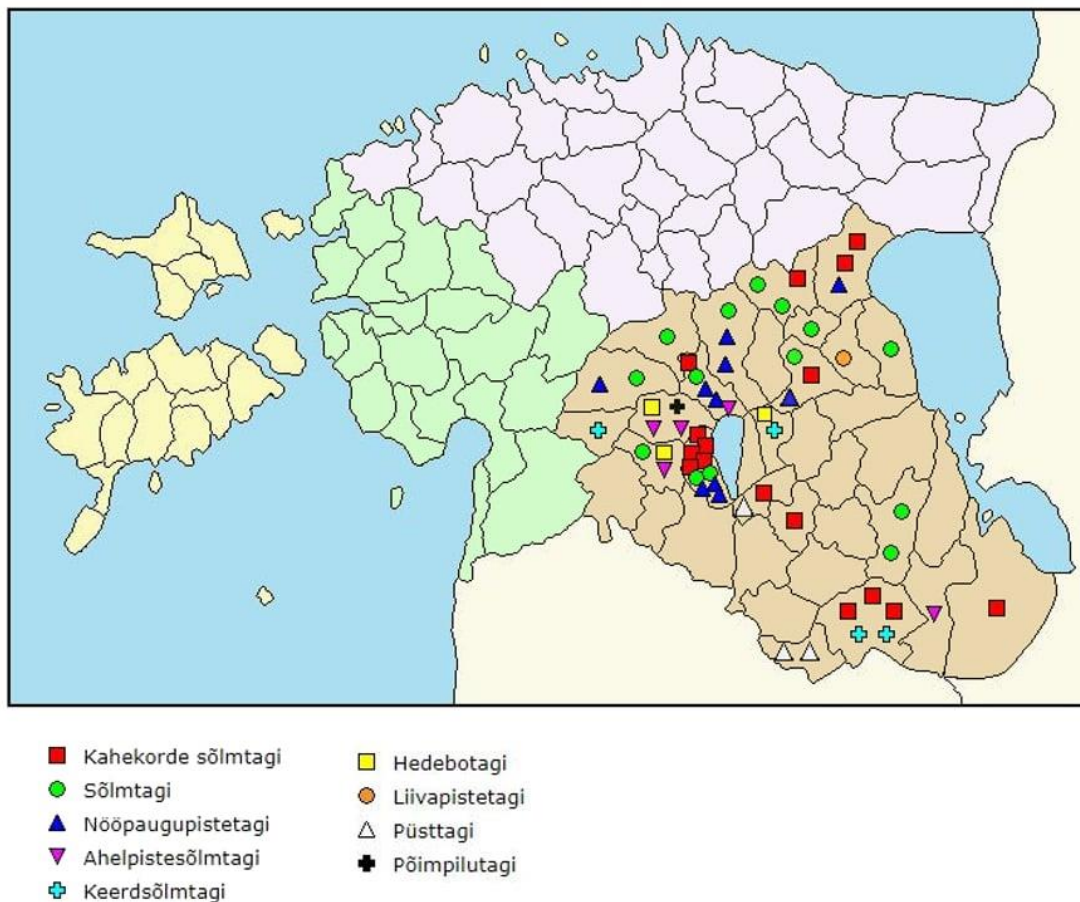 Kahekorde sõlmtagi
Sõlmtagi
Nööpaugupistetagi
Ahelpistesõlmtagi
Keerdsõlmtagi
Hedebotagi
Liivapistetagi
Püsttagi
Põimpilutagi